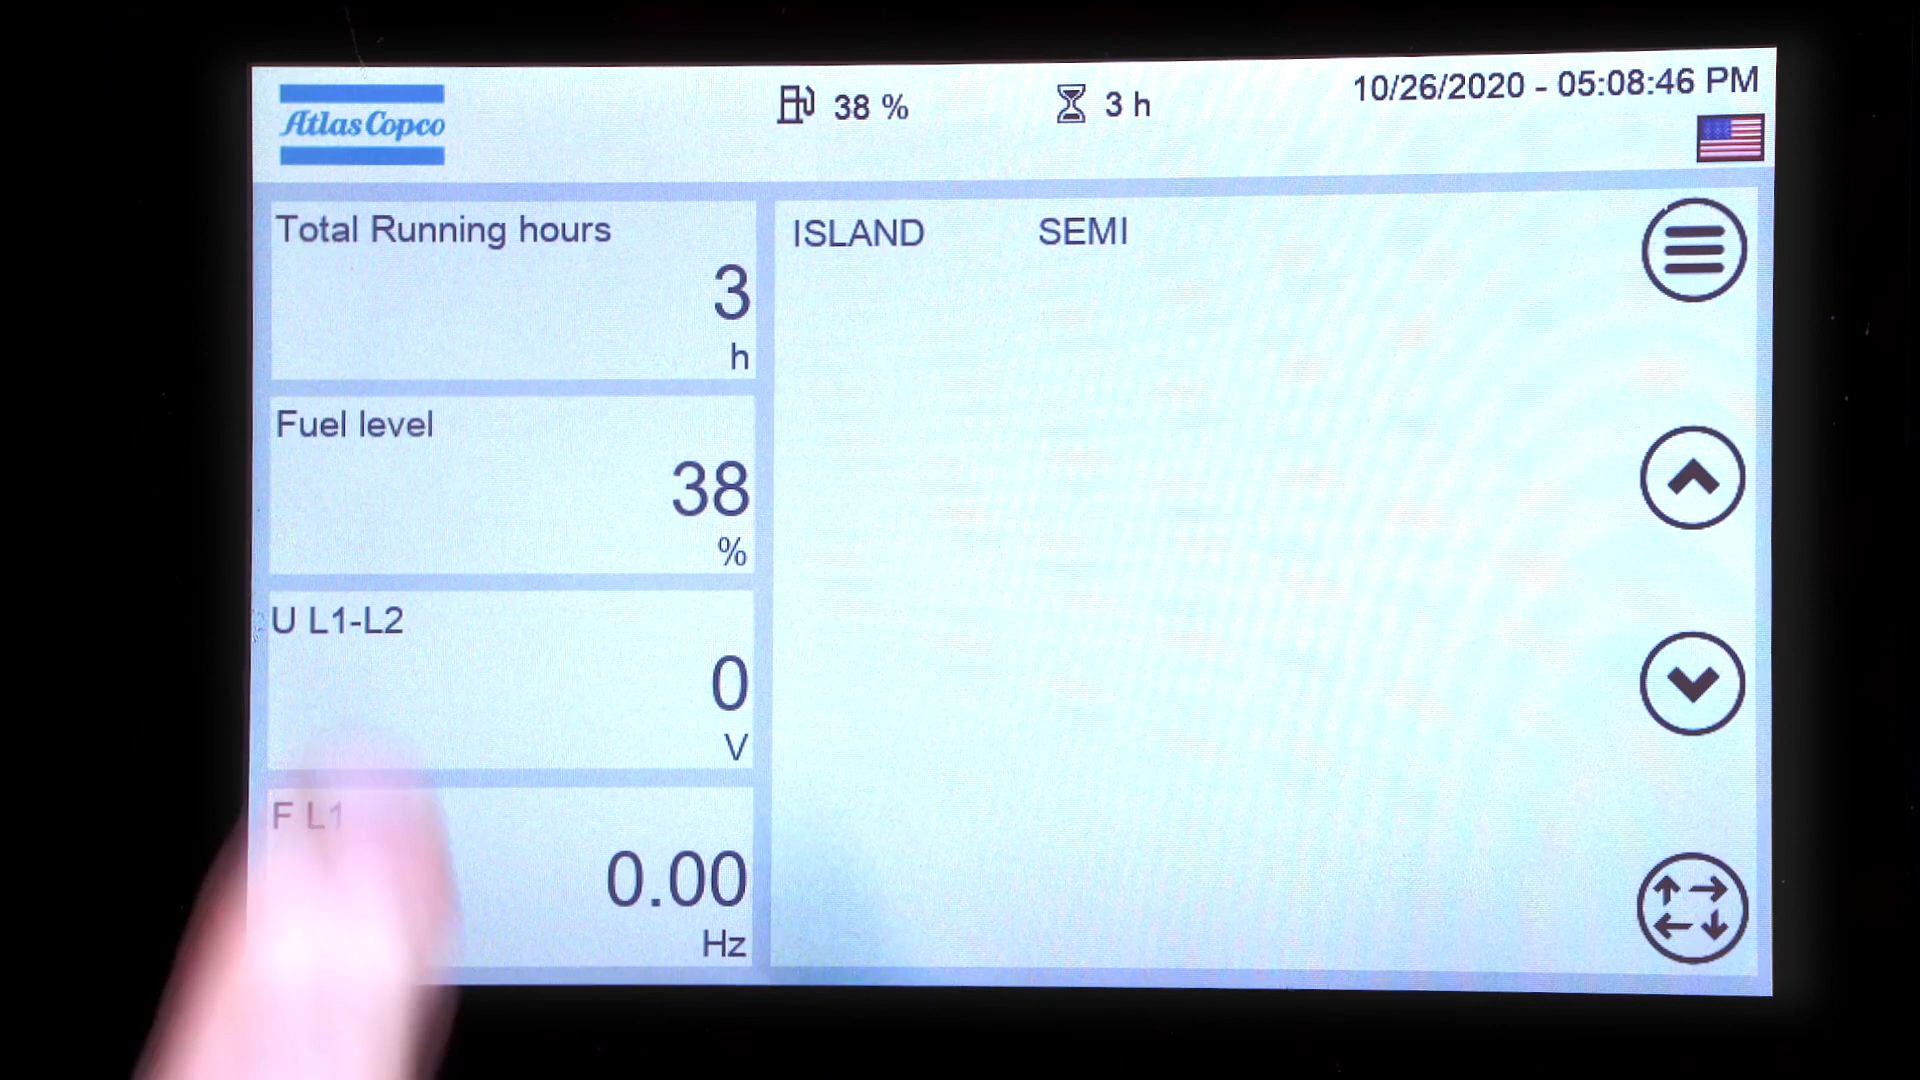 Atlas Copco
38 %
3 h
10/26/2020 - 05:08:46 PM
Total Running hours
3
h
Fuel level
38
%
U L1-L2
0
V
F L1
0.00
Hz
ISLAND SEMI